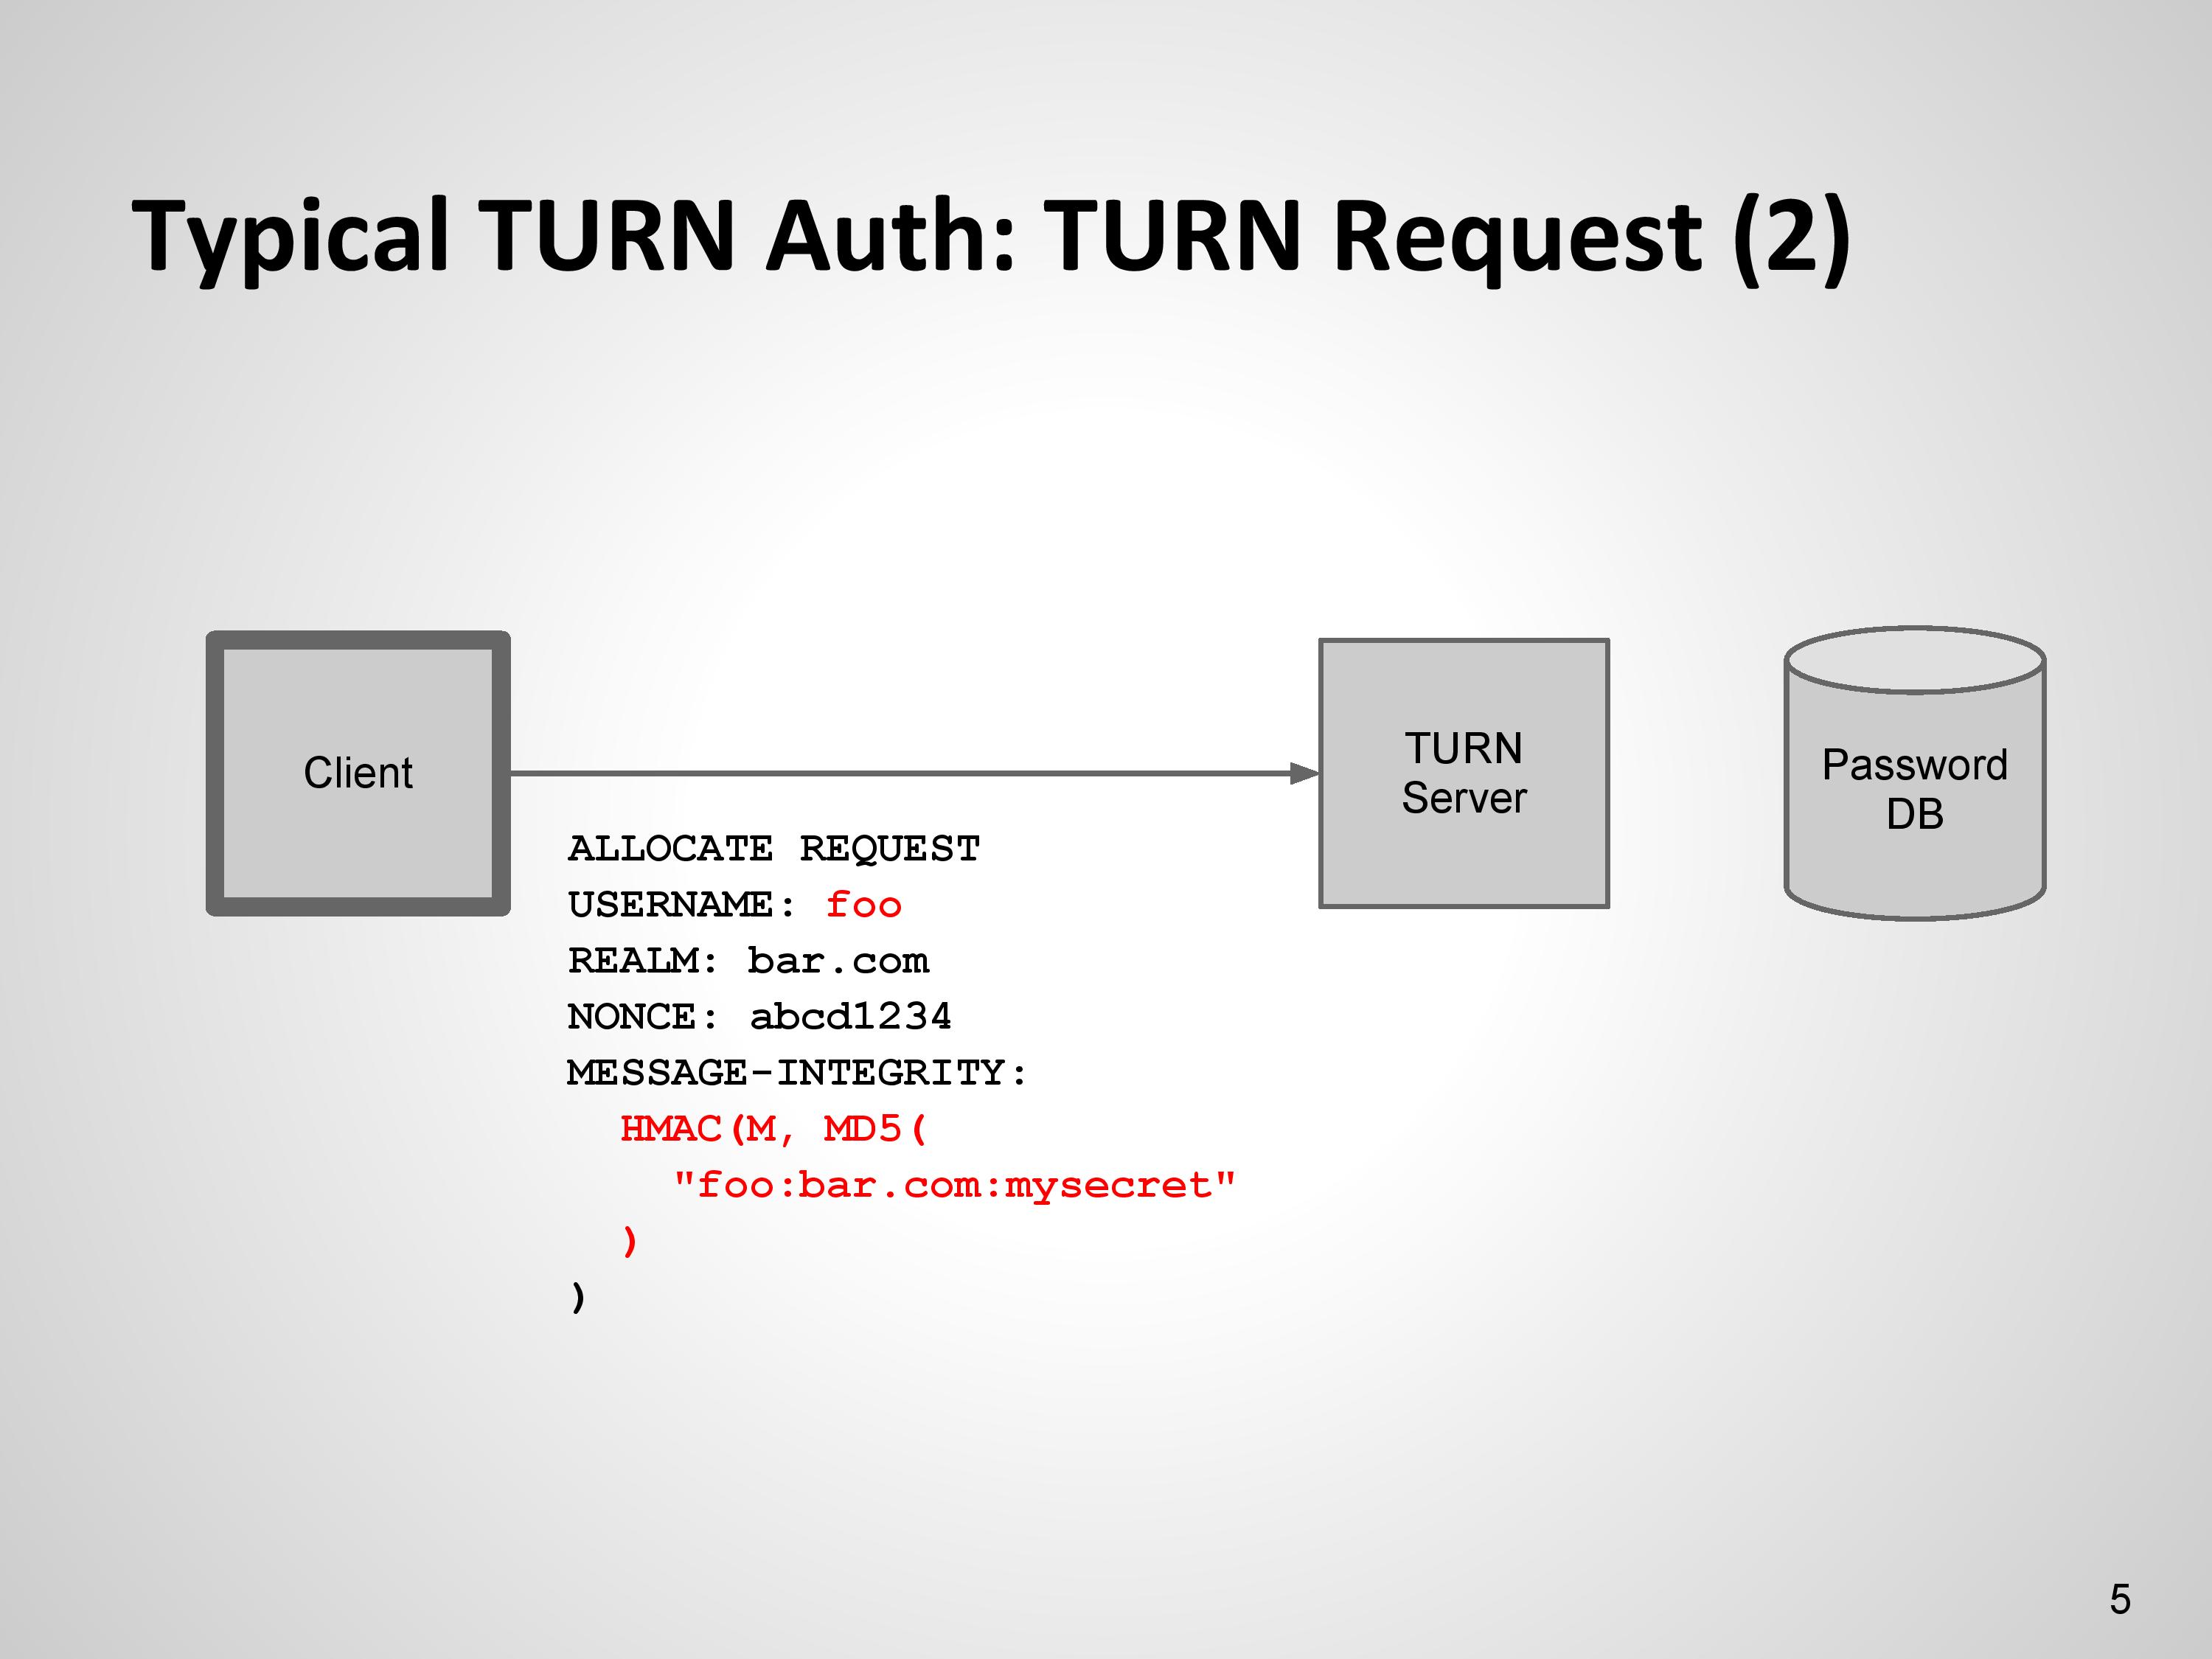 Typical TURN Auth: TURN Request (2)
Client
TURN
Server
Password
DB
ALLOCATE REQUEST
USERNAME: foo
REALM: bar.com
NONCE: abcd1234
MESSAGE-INTEGRITY:
HMAC(M, MD5(
"foo:bar.com:mysecret"
)
)
5